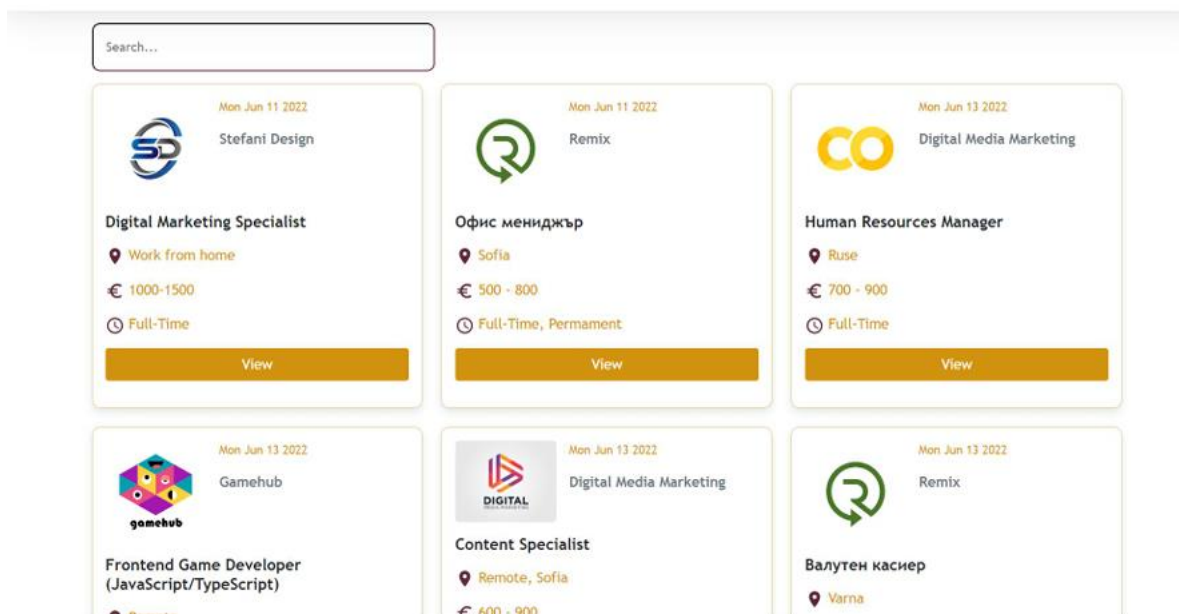 Search...
Mon Jun 11 2022
Stefani Design
SD
Digital Marketing Specialist
Work from home
€ 1000-1500
Full-Time
View
Mon Jun 11 2022
Remix
Офис мениджър
Sofia
€ 500 - 800
Full-Time, Permament
View
Mon Jun 13 2022
Digital Media Marketing
CO
Human Resources Manager
Ruse
€ 700 - 900
Full-Time
View
Mon Jun 13 2022
Gamehub
gamehub
Frontend Game Developer
(JavaScript/TypeScript)
Mon Jun 13 2022
Digital Media Marketing
DIGITAL
MEDIA MARKETING
Content Specialist
Remote, Sofia
€ 600 - 900
Mon Jun 13 2022
Remix
Валутен касиер
Varna